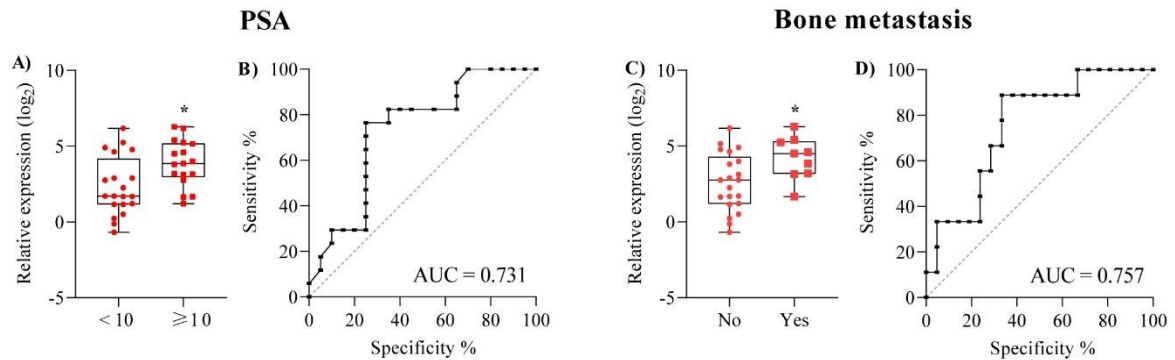 PSA
Bone metastasis
A)
Relative expression (log2)
10
5
0
-5
*
<10
≥10
B)
Sensitivity %
100
80
60
40
20
0
AUC = 0.731
0
20
40
60
80
100
Specificity %
C)
Relative expression (log2)
10
5
0
-5
*
No
Yes
D)
Sensitivity %
100
80
60
40
20
0
AUC = 0.757
0
20
40
60
80
100
Specificity %